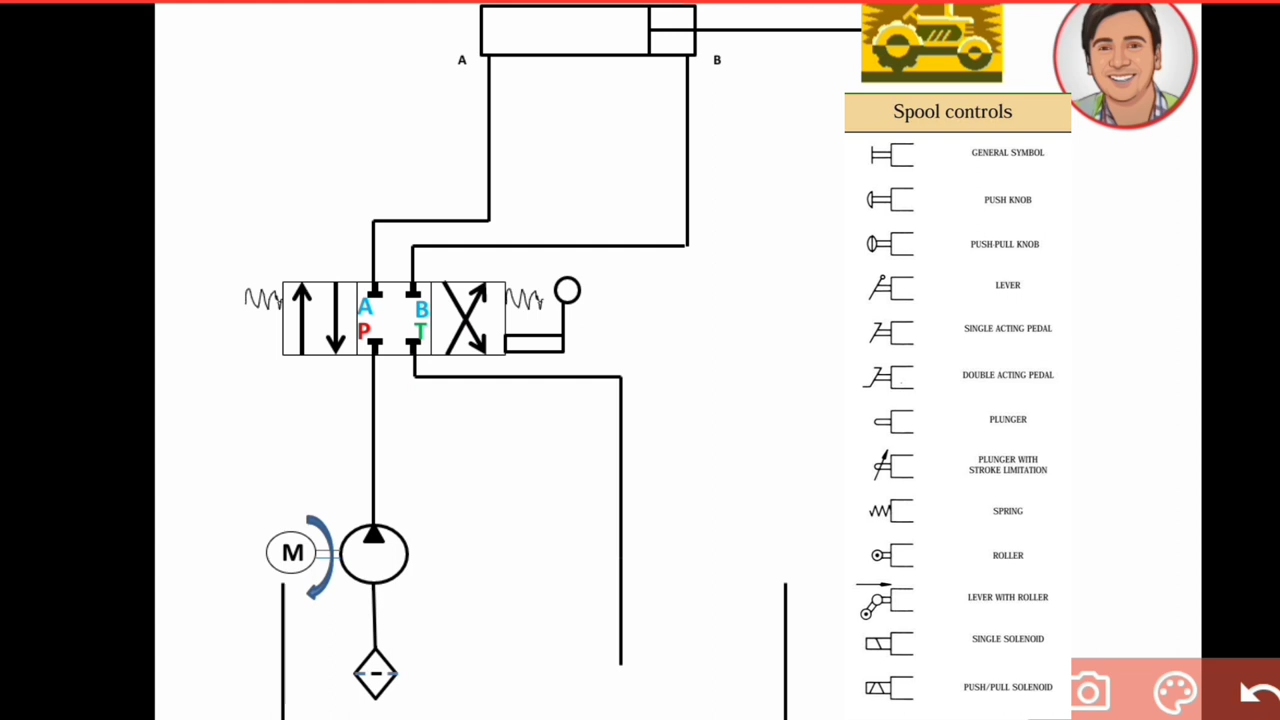 A
B
Spool controls
GENERAL SYMBOL
PUSH KNOB
PUSH-PULL KNOB
LEVER
SINGLE ACTING PEDAL
DOUBLE ACTING PEDAL
PLUNGER
PLUNGER WITH
STROKE LIMITATION
SPRING
ROLLER
LEVER WITH ROLLER
SINGLE SOLENOID
PUSH/PULL SOLENOID
A
B
P
T
M